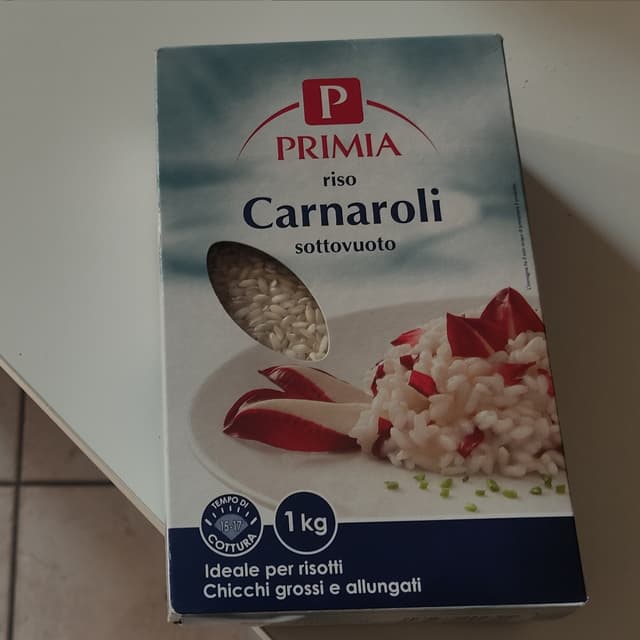 P
PRIMIA
riso
Carnaroli
sottovuoto
TEMPO DI
15-17
COTTURA
1 kg
Ideale per risotti
Chicchi grossi e allungati